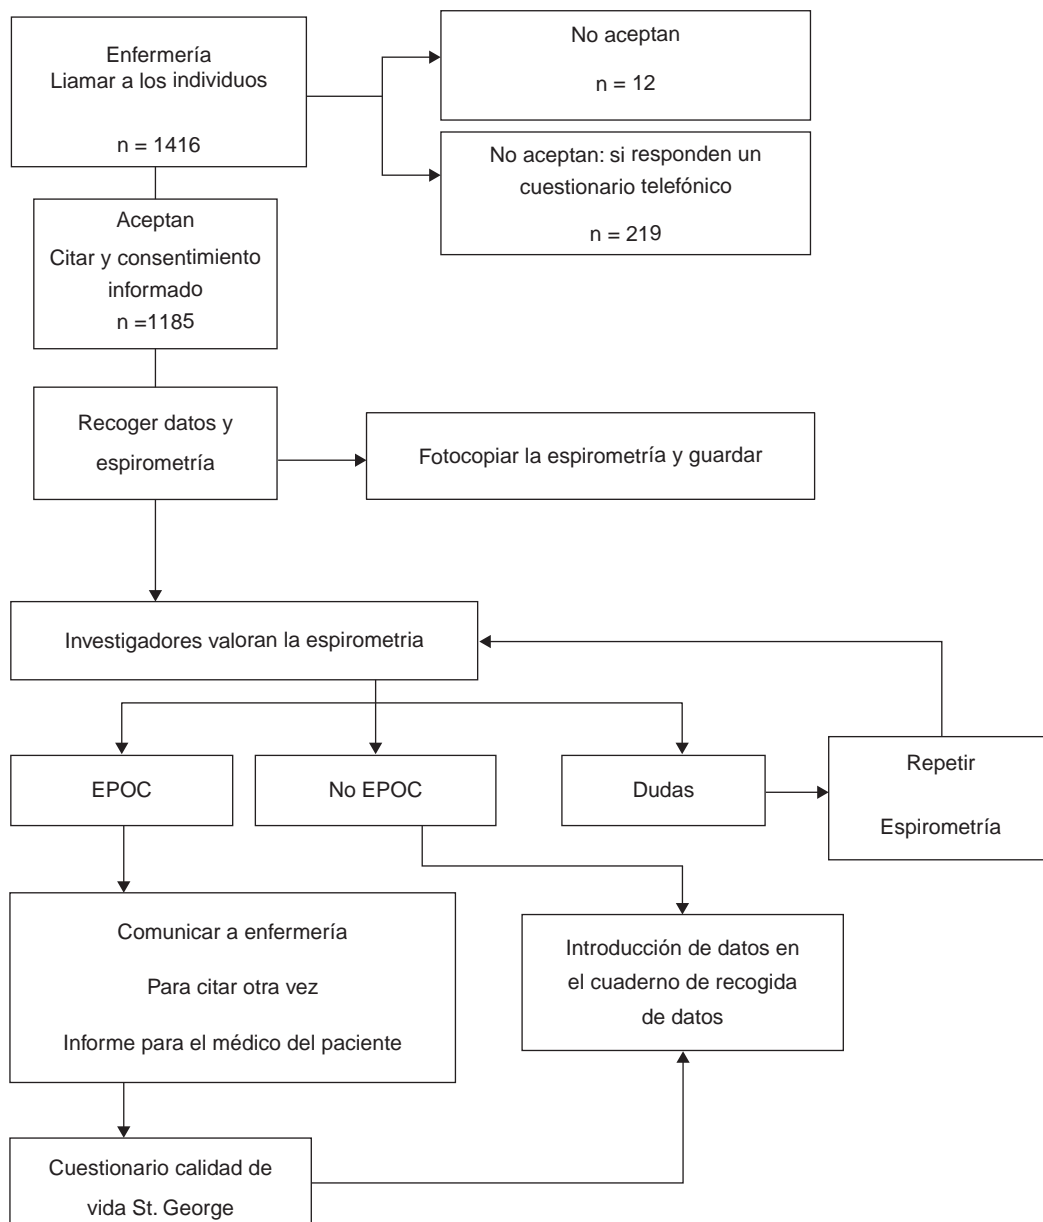 Enfermería
Liamar a los individuos
n = 1416
No aceptan
n = 12
No aceptan: si responden un
cuestionario telefónico
n = 219
Aceptan
Citar y consentimiento
informado
n =1185
Recoger datos y
espirometría
Fotocopiar la espirometría y guardar
Investigadores valoran la espirometria
EPOC
No EPOC
Dudas
Repetir
Espirometría
Comunicar a enfermería
Para citar otra vez
Informe para el médico del paciente
Introducción de datos en
el cuaderno de recogida
de datos
Cuestionario calidad de
vida St. George